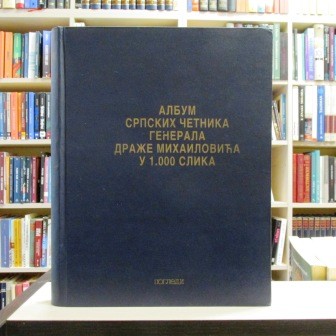 АЛБУМ
СРПСКИХ ЧЕТНИКА
ГЕНЕРАЛА
ДРАЖЕ МИХАИЛОВИЋА
У 1.000 СЛИКА
ПОГЛЕДИ